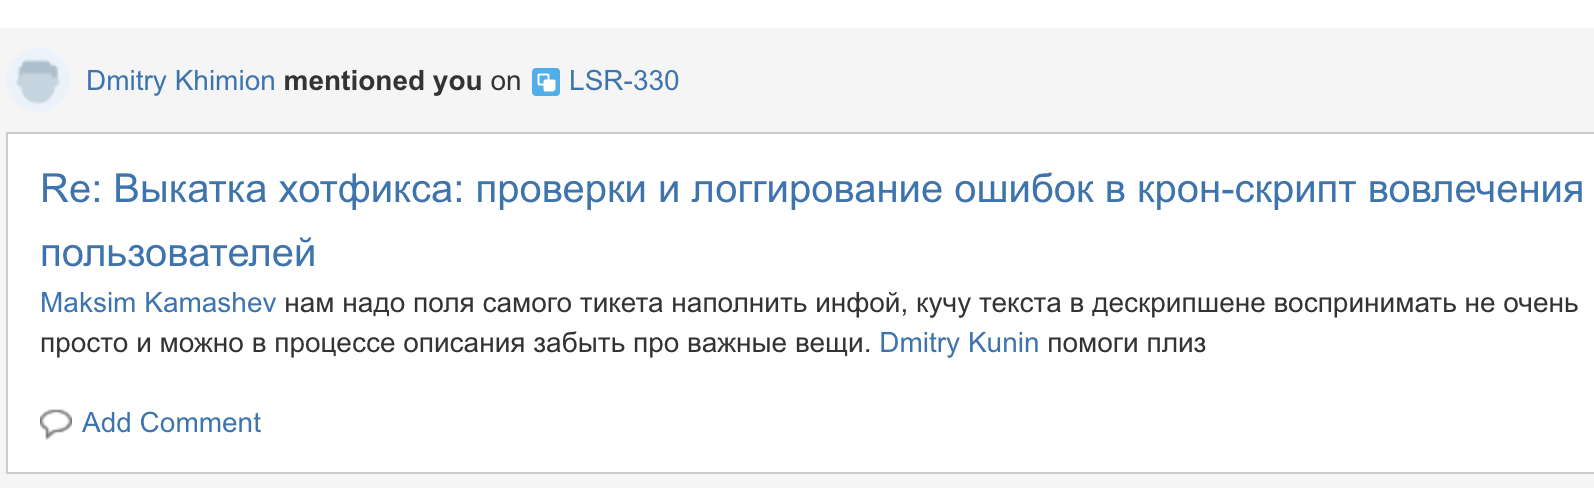 Dmitry Khimion mentioned you on LSR-330
Re: Выкатка хотфикса: проверки и логгирование ошибок в крон-скрипт вовлечения
пользователей
Maksim Kamashev нам надо поля самого тикета наполнить инфой, кучу текста в дескрипшене воспринимать не очень
просто и можно в процессе описания забыть про важные вещи. Dmitry Kunin помоги плиз
Add Comment